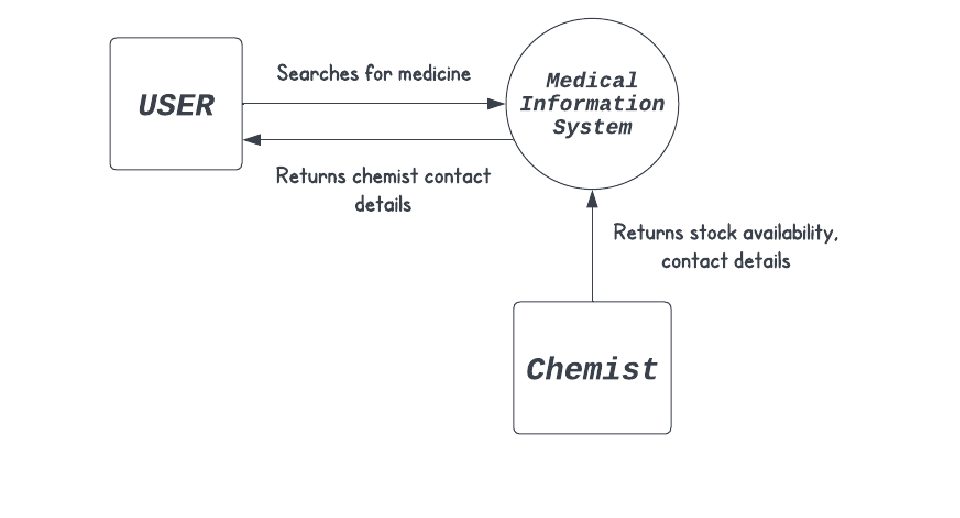 USER
Searches for medicine
Medical
Information
System
Returns chemist contact
details
Returns stock availability,
contact details
Chemist